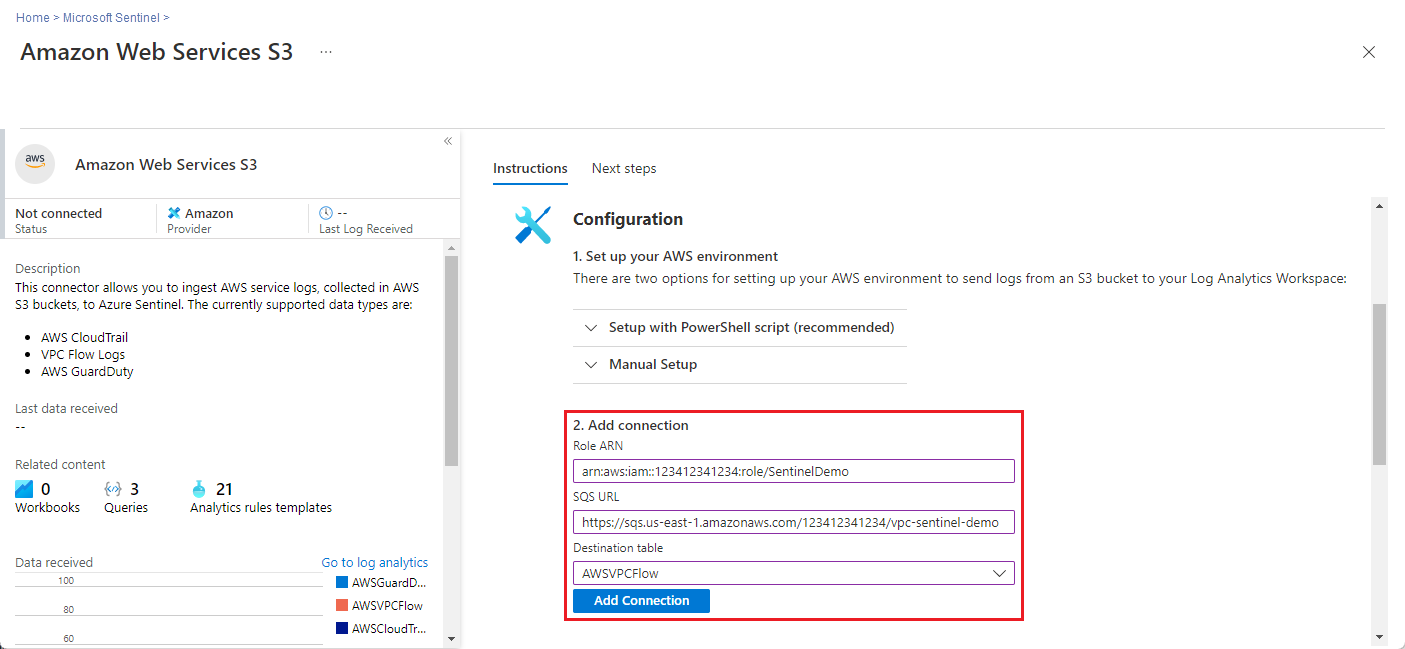 Home > Microsoft Sentinel >
Amazon Web Services S3 ...
aws
Amazon Web Services S3
Not connected
Status
Amazon
Provider
--
Last Log Received
Description
This connector allows you to ingest AWS service logs, collected in AWS
S3 buckets, to Azure Sentinel. The currently supported data types are:
• AWS CloudTrail
• VPC Flow Logs
• AWS GuardDuty
Last data received
--
Related content
0
Workbooks
3
Queries
21
Analytics rules templates
Data received
Go to log analytics
100
80
60
AWSGuardD...
AWSVPCFlow
AWSCloudTr...
Instructions
Next steps
Configuration
1. Set up your AWS environment
There are two options for setting up your AWS environment to send logs from an S3 bucket to your Log Analytics Workspace:
Setup with PowerShell script (recommended)
Manual Setup
2. Add connection
Role ARN
arn:aws:iam::123412341234:role/SentinelDemo
SQS URL
https://sqs.us-east-1.amazonaws.com/123412341234/vpc-sentinel-demo
Destination table
AWSVPCFlow
Add Connection